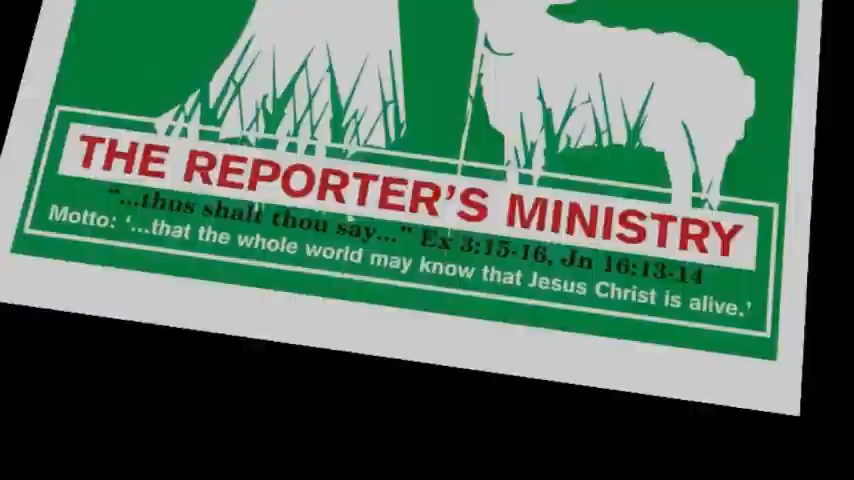 THE REPORTER'S MINISTRY
"...thus shalt thou say..." Ex 3:15-16, Jn 16:13-14
Motto: '...that the whole world may know that Jesus Christ is alive.'